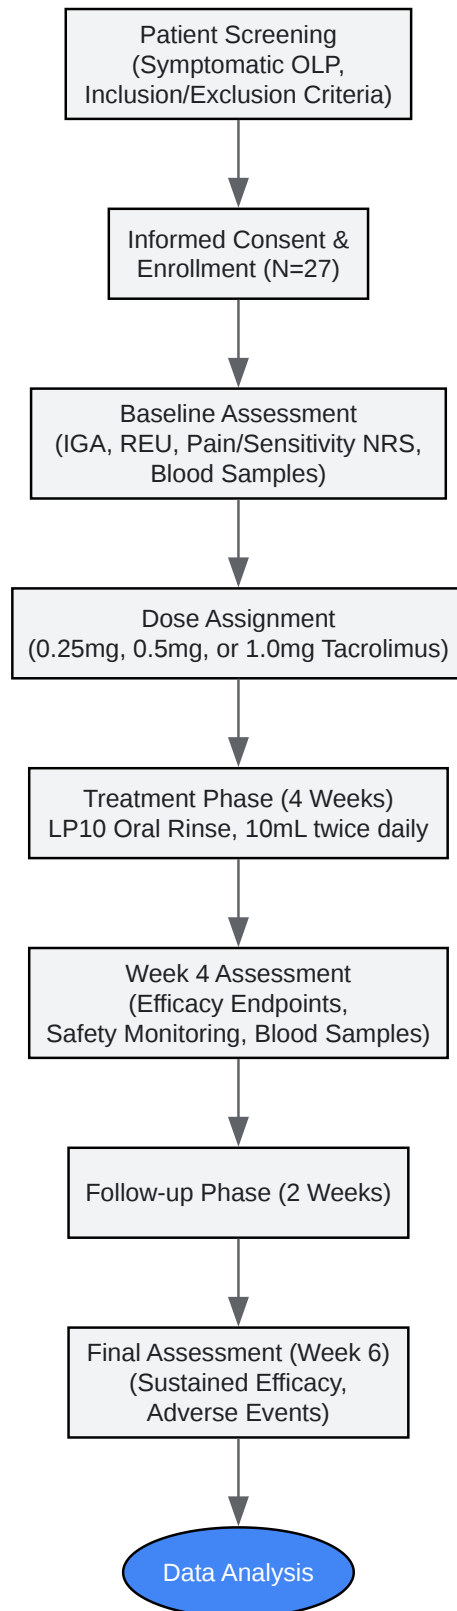 Patient Screening
(Symptomatic OLP,
Inclusion/Exclusion Criteria)
Informed Consent &
Enrollment (N=27)
Baseline Assessment
(IGA, REU, Pain/Sensitivity NRS,
Blood Samples)
Dose Assignment
(0.25mg, 0.5mg, or 1.0mg Tacrolimus)
Treatment Phase (4 Weeks)
LP10 Oral Rinse, 10mL twice daily
Week 4 Assessment
(Efficacy Endpoints,
Safety Monitoring, Blood Samples)
Follow-up Phase (2 Weeks)
Final Assessment (Week 6)
(Sustained Efficacy,
Adverse Events)
Data Analysis